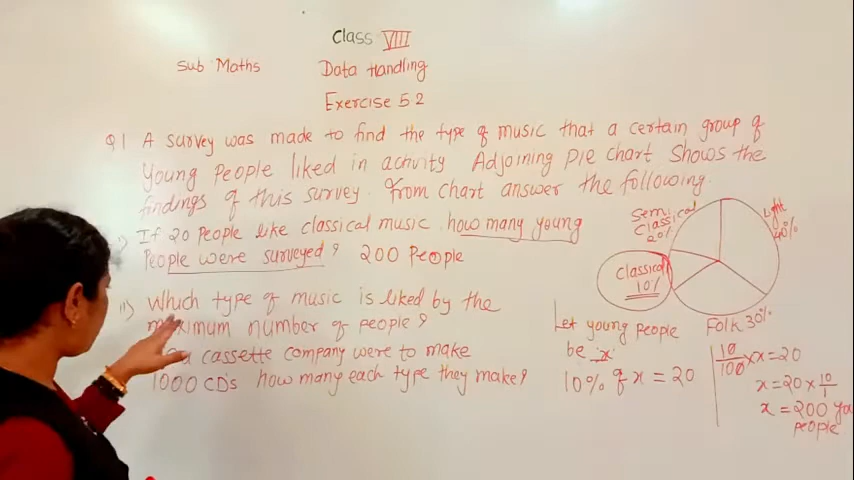 Class VIII
Sub Maths
Data Handling
Exercise 5 2
Q1 A survey was made to find the type of music that a certain group of
young people liked in activity Adjoining Pie chart shows the
findings of this survey. From chart answer the following.
i) If 20 People like classical music how many young
People were surveyed? 200 People
ii) Which type of music is liked by the
maximum number of people?
a cassette company were to make
1000 CD's how many each type they make?
Semi
Classical
20%
Light
40%
Classical
10%
Folk 30%
Let young people
be 'x'
10% of x = 20
10/100 x x = 20
x = 20 x 10/1
x = 200 you
people